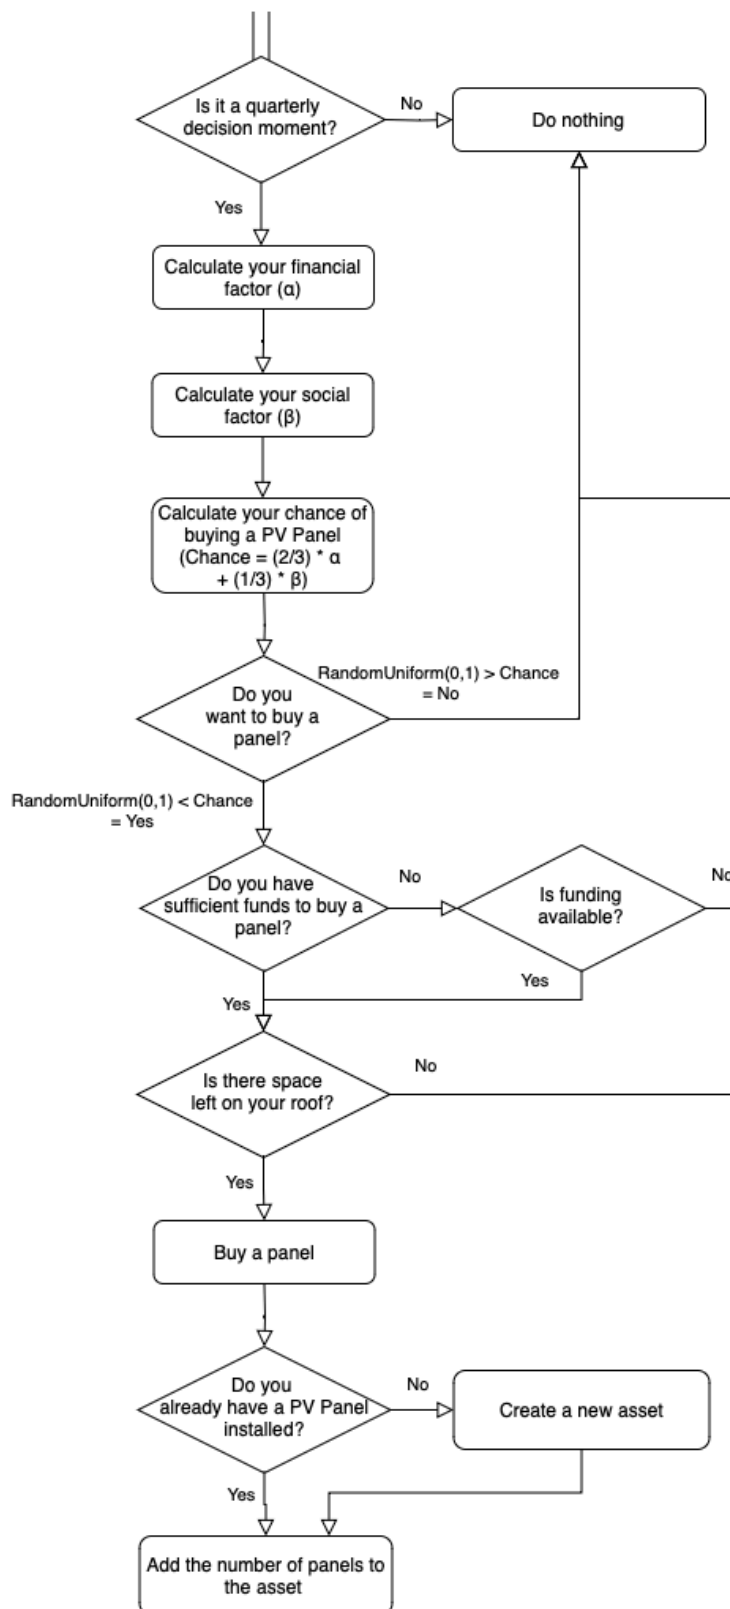 Is it a quarterly
decision moment?
No
Do nothing
Yes
Calculate your financial
factor (α)
Calculate your social
factor (β)
Calculate your chance of
buying a PV Panel
(Chance = (2/3) * α
+ (1/3) * β)
Do you
want to buy a
panel?
RandomUniform(0,1) > Chance
= No
RandomUniform(0,1) < Chance
= Yes
Do you have
sufficient funds to buy a
panel?
No
Is funding
available?
No
Yes
Yes
Is there space
left on your roof?
No
Yes
Buy a panel
Do you
already have a PV Panel
installed?
No
Create a new asset
Yes
Add the number of panels to
the asset